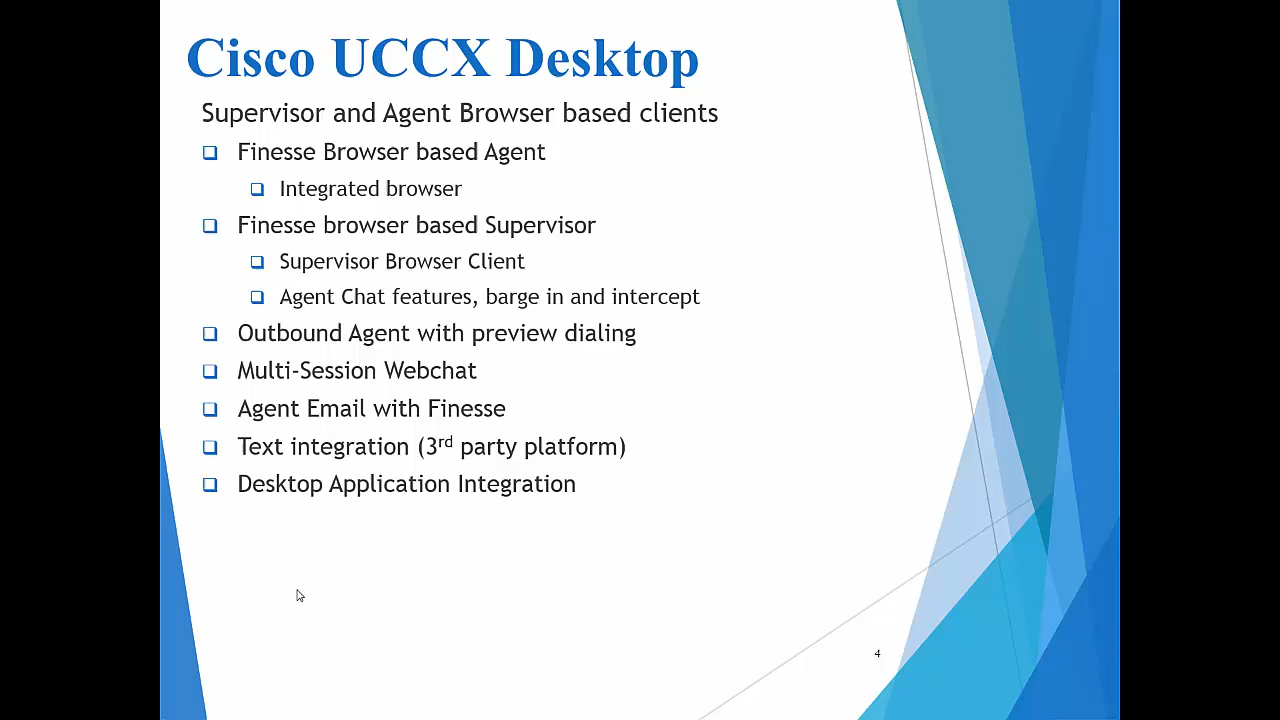 Cisco UCCX Desktop
Supervisor and Agent Browser based clients
Finesse Browser based Agent
Integrated browser
Finesse browser based Supervisor
Supervisor Browser Client
Agent Chat features, barge in and intercept
Outbound Agent with preview dialing
Multi-Session Webchat
Agent Email with Finesse
Text integration (3rd party platform)
Desktop Application Integration
4